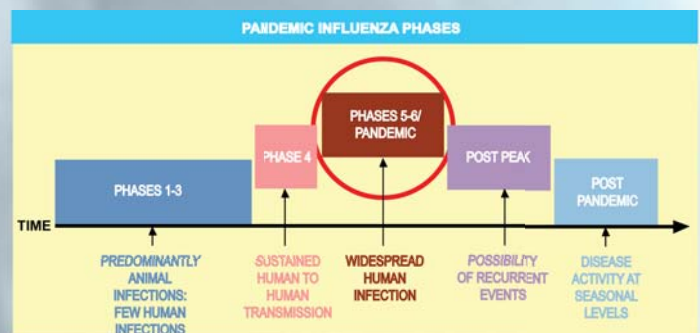 PANDEMIC INFLUENZA PHASES
PHASES 1-3
PHASE 4
PHASES 5-6/
PANDEMIC
POST PEAK
POST
PANDEMIC
TIME
PREDOMINANTLY
ANIMAL
INFECTIONS:
FEW HUMAN
INFECTIONS
SUSTAINED
HUMAN TO
HUMAN
TRANSMISSION
WIDESPREAD
HUMAN
INFECTION
POSSIBILITY
OF RECURRENT
EVENTS
DISEASE
ACTIVITY AT
SEASONAL
LEVELS